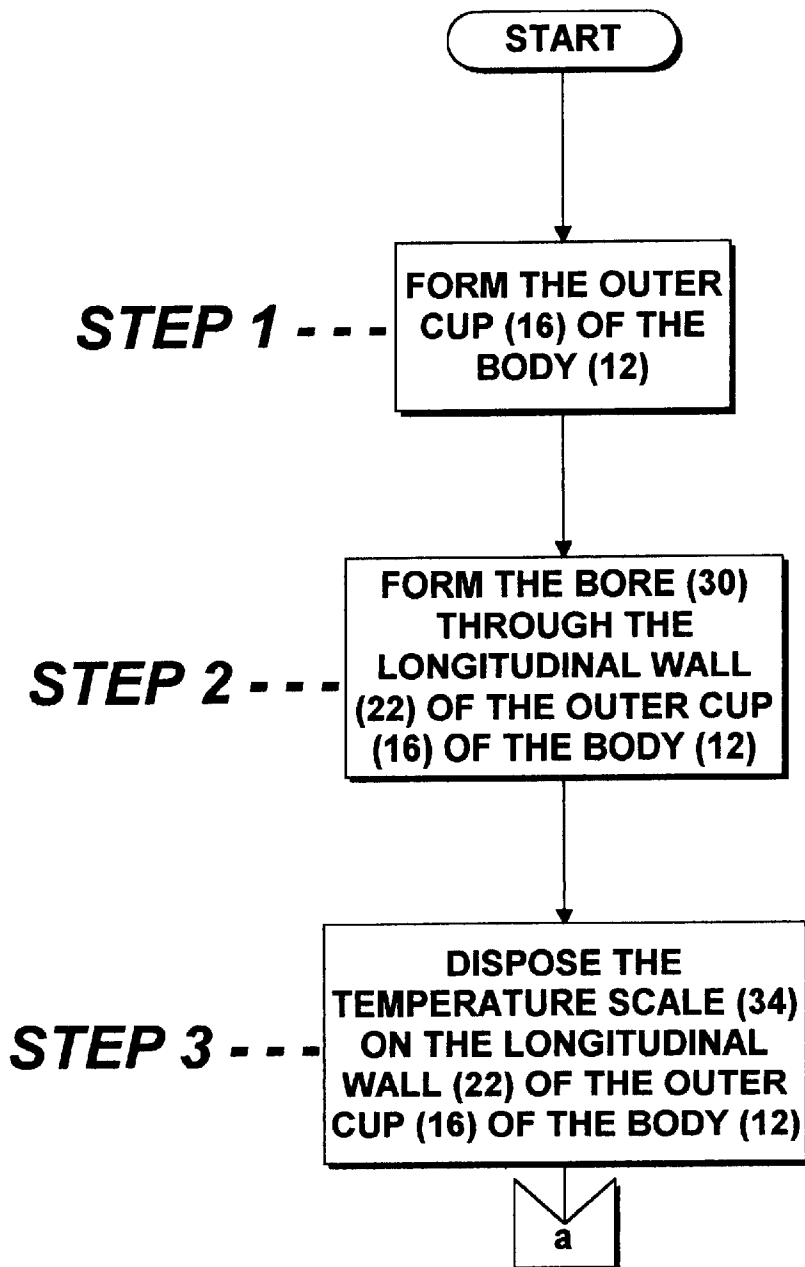 START
FORM THE OUTER
CUP (16) OF THE
BODY (12)
STEP 1 - - -
FORM THE BORE (30)
THROUGH THE
LONGITUDINAL WALL
(22) OF THE OUTER CUP
(16) OF THE BODY (12)
STEP 2 - - -
DISPOSE THE
TEMPERATURE SCALE (34)
ON THE LONGITUDINAL
WALL (22) OF THE OUTER
CUP (16) OF THE BODY (12)
STEP 3 - - -
a